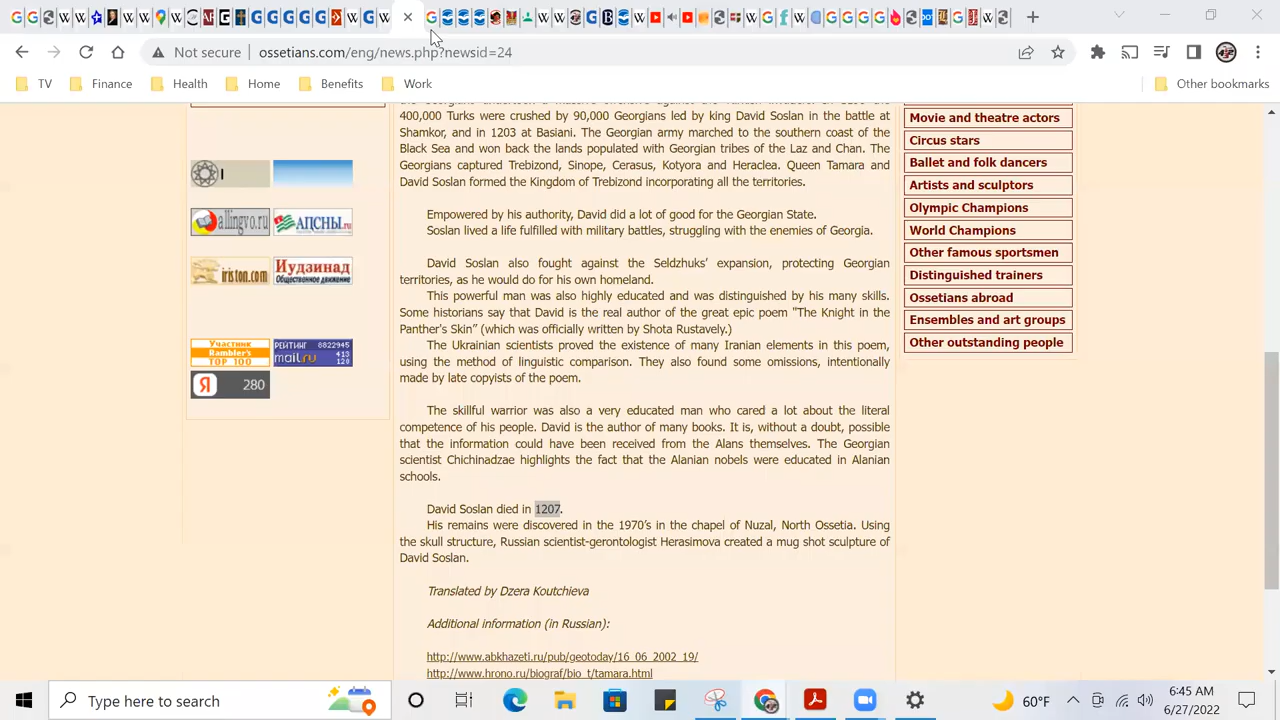 Not secure
ossetians.com/eng/news.php?newsid=24
TV
Finance
Health
Home
Benefits
Work
Other bookmarks
400,000 Turks were crushed by 90,000 Georgians led by king David Soslan in the battle at
Shamkor, and in 1203 at Basiani. The Georgian army marched to the southern coast of the
Black Sea and won back the lands populated with Georgian tribes of the Laz and Chan. The
Georgians captured Trebizond, Sinope, Cerasus, Kotyora and Heraclea. Queen Tamara and
David Soslan formed the Kingdom of Trebizond incorporating all the territories.
Empowered by his authority, David did a lot of good for the Georgian State.
Soslan lived a life fulfilled with military battles, struggling with the enemies of Georgia.
David Soslan also fought against the Seldzhuks' expansion, protecting Georgian
territories, as he would do for his own homeland.
This powerful man was also highly educated and was distinguished by his many skills.
Some historians say that David is the real author of the great epic poem "The Knight in the
Panther's Skin" (which was officially written by Shota Rustavely.)
The Ukrainian scientists proved the existence of many Iranian elements in this poem,
using the method of linguistic comparison. They also found some omissions, intentionally
made by late copyists of the poem.
The skillful warrior was also a very educated man who cared a lot about the literal
competence of his people. David is the author of many books. It is, without a doubt, possible
that the information could have been received from the Alans themselves. The Georgian
scientist Chichinadzae highlights the fact that the Alanian nobels were educated in Alanian
schools.
David Soslan died in 1207.
His remains were discovered in the 1970's in the chapel of Nuzal, North Ossetia. Using
the skull structure, Russian scientist-gerontologist Herasimova created a mug shot sculpture of
David Soslan.
Translated by Dzera Koutchieva
Additional information (in Russian):
http://www.abkhazeti.ru/pub/geotoday/16_06_2002_19/
http://www.hrono.ru/biograf/bio_t/tamara.html
allingvo.ru
АПСНЫ.ru
iriston.com
Иудзинад
Общественное движение
Участник
Rambler's
TOP 100
РЕЙТИНГ 8822945
mail.ru
413
120
Я 280
Movie and theatre actors
Circus stars
Ballet and folk dancers
Artists and sculptors
Olympic Champions
World Champions
Other famous sportsmen
Distinguished trainers
Ossetians abroad
Ensembles and art groups
Other outstanding people
Type here to search
60°F
6:45 AM
6/27/2022